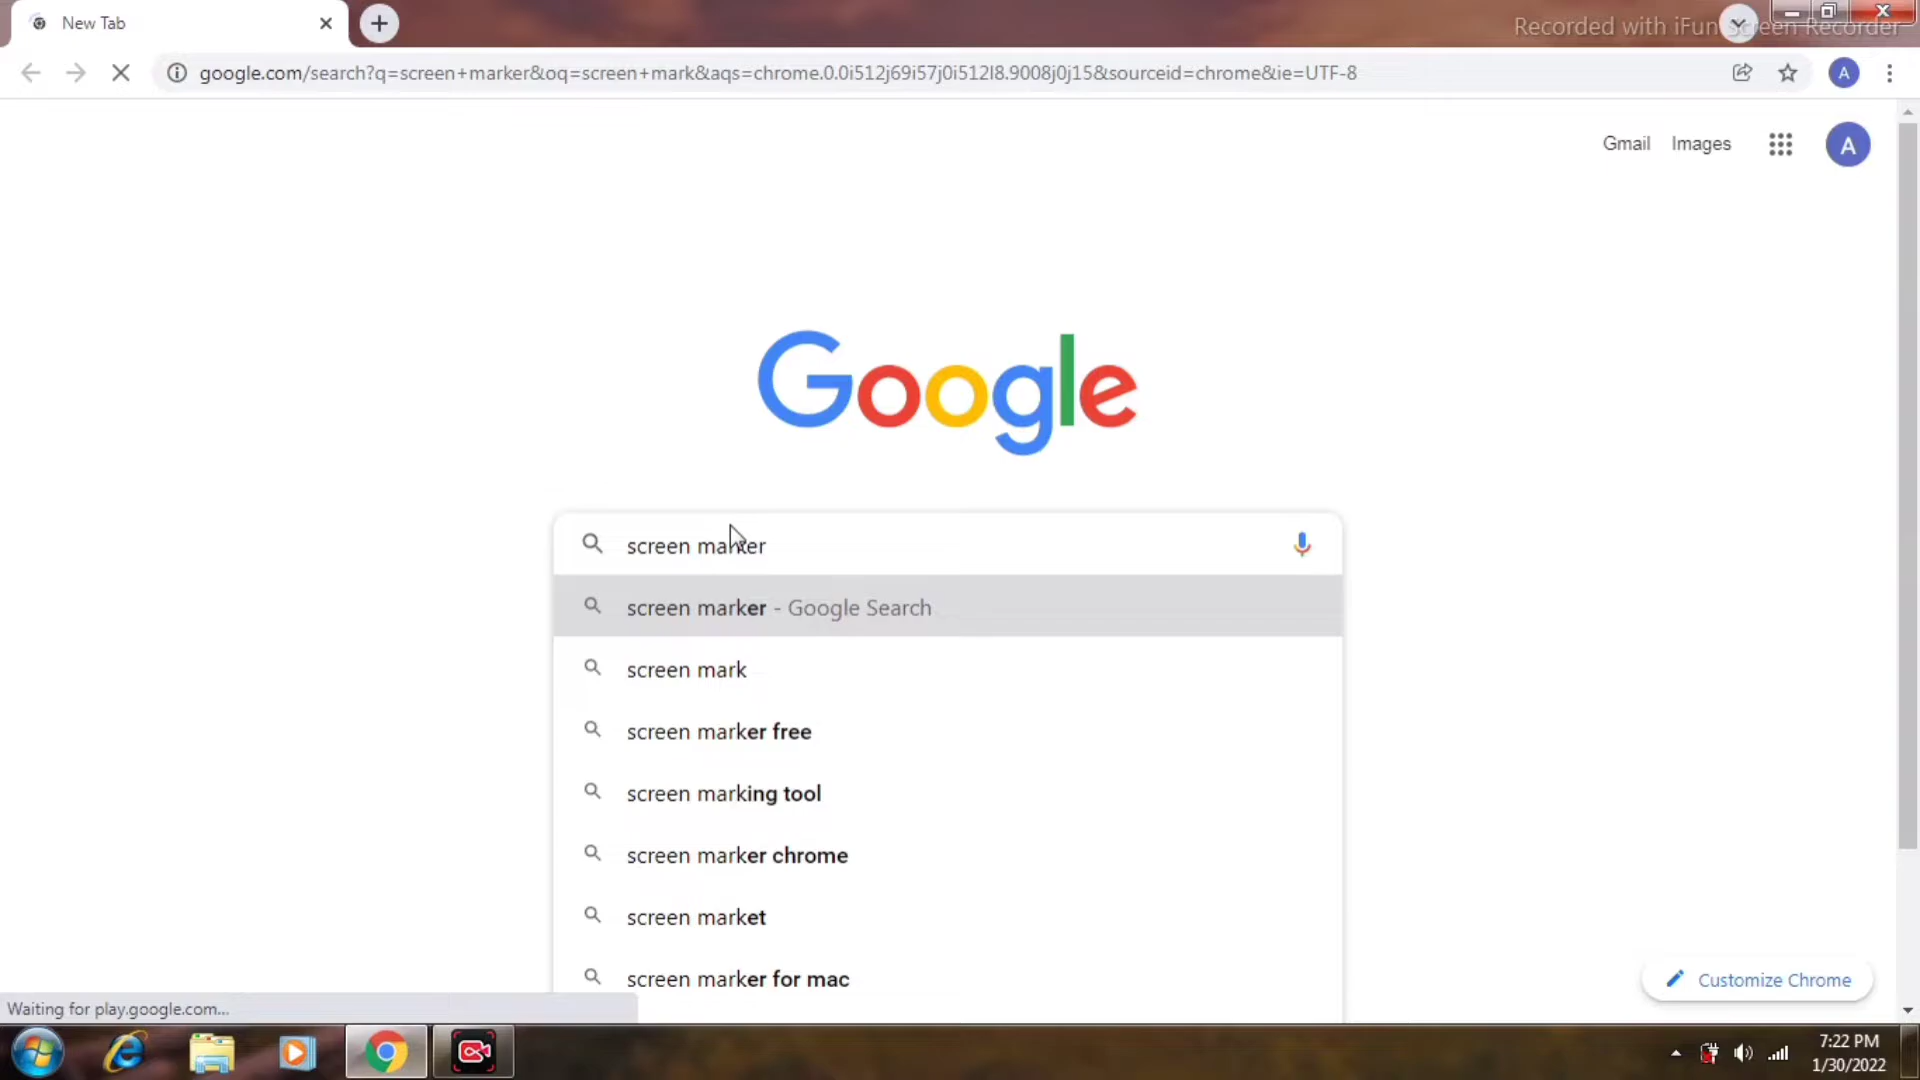 New Tab
Recorded with iFun Screen Recorder
google.com/search?q=screen+marker&oq=screen+mark&aqs=chrome.0.0i512j69i57j0i512l8.9008j0j15&sourceid=chrome&ie=UTF-8
A
Gmail Images
A
Google
screen marker
screen marker - Google Search
screen mark
screen marker free
screen marking tool
screen marker chrome
screen market
screen marker for mac
Customize Chrome
Waiting for play.google.com...
7:22 PM
1/30/2022